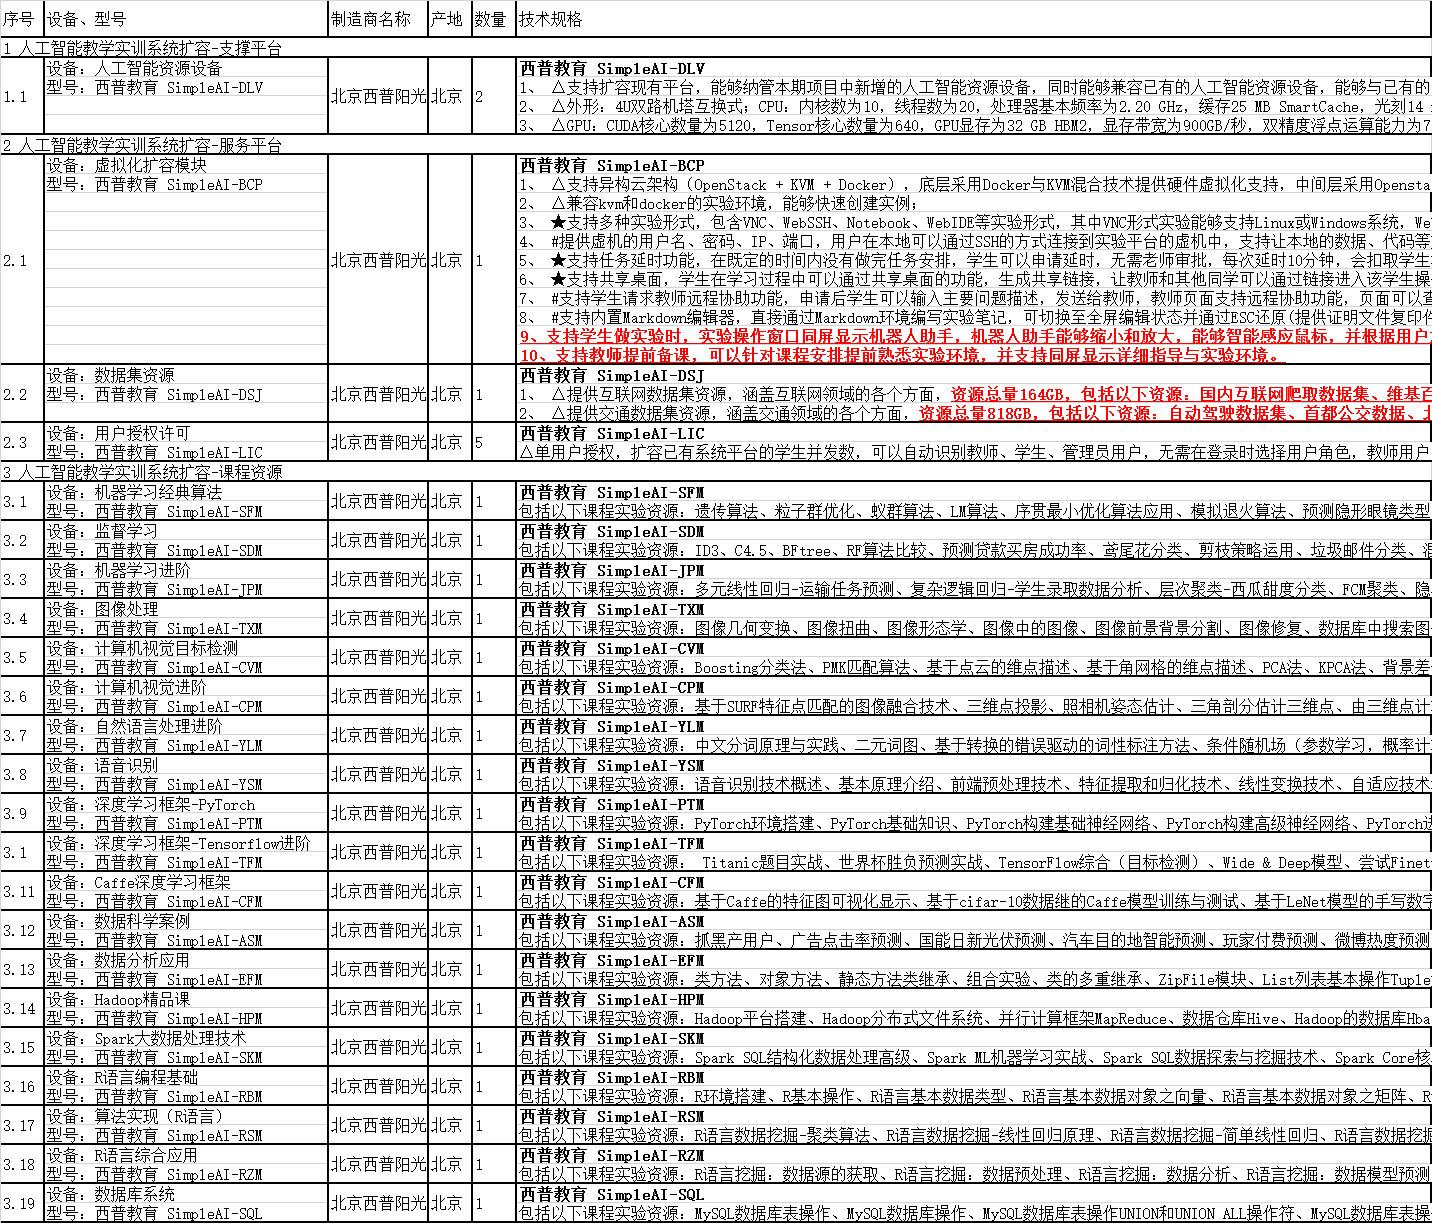 序号 设备、型号 制造商名称 产地 数量 技术规格
1 人工智能教学实训系统扩容-支撑平台
设备：人工智能资源设备 西普教育 SimpleAI-DLV
型号：西普教育 SimpleAI-DLV 1、 △支持扩容现有平台，能够纳管本期项目中新增的人工智能资源设备，同时能够兼容已有的人工智能资源设备，能够与已有的
1.1 北京西普阳光 北京 2
2、 △外形：4U双路机塔互换式；CPU：内核数为10，线程数为20，处理器基本频率为2.20 GHz，缓存25 MB SmartCache，光刻14
3、 △GPU：CUDA核心数量为5120，Tensor核心数量为640，GPU显存为32 GB HBM2，显存带宽为900GB/秒，双精度浮点运算能力为7
2 人工智能教学实训系统扩容-服务平台
设备：虚拟化扩容模块 西普教育 SimpleAI-BCP
型号：西普教育 SimpleAI-BCP 1、 △支持异构云架构（OpenStack + KVM + Docker），底层采用Docker与KVM混合技术提供硬件虚拟化支持，中间层采用Opensta
2、 △兼容kvm和docker的实验环境，能够快速创建实例；
3、 ★支持多种实验形式，包含VNC、WebSSH、Notebook、WebIDE等实验形式，其中VNC形式实验能够支持Linux或Windows系统，We
4、 #提供虚机的用户名、密码、IP、端口，用户在本地可以通过SSH的方式连接到实验平台的虚机中，支持让本地的数据、代码等
2.1 北京西普阳光 北京 1 5、 ★支持任务延时功能，在既定的时间内没有做完任务安排，学生可以申请延时，无需老师审批，每次延时10分钟，会扣取学生
6、 ★支持共享桌面，学生在学习过程中可以通过共享桌面的功能，生成共享链接，让教师和其他同学可以通过链接进入该学生操
7、 #支持学生请求教师远程协助功能，申请后学生可以输入主要问题描述，发送给教师，教师页面支持远程协助功能，页面可以查
8、 #支持内置Markdown编辑器，直接通过Markdown环境编写实验笔记，可切换至全屏编辑状态并通过ESC还原(提供证明文件复印件
9、支持学生做实验时，实验操作窗口同屏显示机器人助手，机器人助手能够缩小和放大，能够智能感应鼠标，并根据用户
10、支持教师提前备课，可以针对课程安排提前熟悉实验环境，并支持同屏显示详细指导与实验环境。
设备：数据集资源 西普教育 SimpleAI-DSJ
2.2 型号：西普教育 SimpleAI-DSJ 北京西普阳光 北京 1 1、 △提供互联网数据集资源，涵盖互联网领域的各个方面，资源总量164GB，包括以下资源：国内互联网爬取数据集、维基百
2、 △提供交通数据集资源，涵盖交通领域的各个方面，资源总量818GB，包括以下资源：自动驾驶数据集、首都公交数据、北
设备：用户授权许可 西普教育 SimpleAI-LIC
2.3 北京西普阳光 北京 5
型号：西普教育 SimpleAI-LIC △单用户授权，扩容已有系统平台的学生并发数，可以自动识别教师、学生、管理员用户，无需在登录时选择用户角色，教师用户
3 人工智能教学实训系统扩容-课程资源
设备：机器学习经典算法 西普教育 SimpleAI-SFM
3.1 北京西普阳光 北京 1
型号：西普教育 SimpleAI-SFM 包括以下课程实验资源：遗传算法、粒子群优化、蚁群算法、LM算法、序贯最小优化算法应用、模拟退火算法、预测隐形眼镜类型
设备：监督学习 西普教育 SimpleAI-SDM
3.2 北京西普阳光 北京 1
型号：西普教育 SimpleAI-SDM 包括以下课程实验资源：ID3、C4.5、BFtree、RF算法比较、预测贷款买房成功率、鸢尾花分类、剪枝策略运用、垃圾邮件分类、
设备：机器学习进阶 西普教育 SimpleAI-JPM
3.3 北京西普阳光 北京 1
型号：西普教育 SimpleAI-JPM 包括以下课程实验资源：多元线性回归-运输任务预测、复杂逻辑回归-学生录取数据分析、层次聚类-西瓜甜度分类、FCM聚类、隐
设备：图像处理 西普教育 SimpleAI-TXM
3.4 北京西普阳光 北京 1
型号：西普教育 SimpleAI-TXM 包括以下课程实验资源：图像几何变换、图像扭曲、图像形态学、图像中的图像、图像前景背景分割、图像修复、数据库中搜索图
设备：计算机视觉目标检测 西普教育 SimpleAI-CVM
3.5 北京西普阳光 北京 1
型号：西普教育 SimpleAI-CVM 包括以下课程实验资源：Boosting分类法、PMK匹配算法、基于点云的维点描述、基于角网格的维点描述、PCA法、KPCA法、背景差
设备：计算机视觉进阶 西普教育 SimpleAI-CPM
3.6 北京西普阳光 北京 1
型号：西普教育 SimpleAI-CPM 包括以下课程实验资源：基于SURF特征点匹配的图像融合技术、三维点投影、照相机姿态估计、三角剖分估计三维点、由三维点计
设备：自然语言处理进阶 西普教育 SimpleAI-YLM
3.7 北京西普阳光 北京 1
型号：西普教育 SimpleAI-YLM 包括以下课程实验资源：中文分词原理与实践、二元词图、基于转换的错误驱动的词性标注方法、条件随机场（参数学习，概率计
设备：语音识别 西普教育 SimpleAI-YSM
3.8 北京西普阳光 北京 1
型号：西普教育 SimpleAI-YSM 包括以下课程实验资源：语音识别技术概述、基本原理介绍、前端预处理技术、特征提取和归化技术、线性变换技术、自适应技术
设备：深度学习框架-PyTorch 西普教育 SimpleAI-PTM
3.9 北京西普阳光 北京 1
型号：西普教育 SimpleAI-PTM 包括以下课程实验资源：PyTorch环境搭建、PyTorch基础知识、PyTorch构建基础神经网络、PyTorch构建高级神经网络、PyTorch进
设备：深度学习框架-Tensorflow进阶 西普教育 SimpleAI-TFM
3.1 北京西普阳光 北京 1
型号：西普教育 SimpleAI-TFM 包括以下课程实验资源： Titanic题目实战、世界杯胜负预测实战、TensorFlow综合（目标检测）、Wide & Deep模型、尝试Finet
设备：Caffe深度学习框架 西普教育 SimpleAI-CFM
3.11 北京西普阳光 北京 1
型号：西普教育 SimpleAI-CFM 包括以下课程实验资源：基于Caffe的特征图可视化显示、基于cifar-10数据继的Caffe模型训练与测试、基于LeNet模型的手写数字
设备：数据科学案例 西普教育 SimpleAI-ASM
3.12 北京西普阳光 北京 1
型号：西普教育 SimpleAI-ASM 包括以下课程实验资源：抓黑产用户、广告点击率预测、国能日新光伏预测、汽车目的地智能预测、玩家付费预测、微博热度预测
设备：数据分析应用 西普教育 SimpleAI-EFM
3.13 北京西普阳光 北京 1
型号：西普教育 SimpleAI-EFM 包括以下课程实验资源：类方法、对象方法、静态方法类继承、组合实验、类的多重继承、ZipFile模块、List列表基本操作Tuple
设备：Hadoop精品课 西普教育 SimpleAI-HPM
3.14 北京西普阳光 北京 1
型号：西普教育 SimpleAI-HPM 包括以下课程实验资源：Hadoop平台搭建、Hadoop分布式文件系统、并行计算框架MapReduce、数据仓库Hive、Hadoop的数据库Hba
设备：Spark大数据处理技术 西普教育 SimpleAI-SKM
3.15 北京西普阳光 北京 1
型号：西普教育 SimpleAI-SKM 包括以下课程实验资源：Spark SQL结构化数据处理高级、Spark ML机器学习实战、Spark SQL数据探索与挖掘技术、Spark Core核
设备：R语言编程基础 西普教育 SimpleAI-RBM
3.16 北京西普阳光 北京 1
型号：西普教育 SimpleAI-RBM 包括以下课程实验资源：R环境搭建、R基本操作、R语言基本数据类型、R语言基本数据对象之向量、R语言基本数据对象之矩阵、R
设备：算法实现（R语言） 西普教育 SimpleAI-RSM
3.17 北京西普阳光 北京 1
型号：西普教育 SimpleAI-RSM 包括以下课程实验资源：R语言数据挖掘-聚类算法、R语言数据挖掘-线性回归原理、R语言数据挖掘-简单线性回归、R语言数据挖掘
设备：R语言综合应用 西普教育 SimpleAI-RZM
3.18 北京西普阳光 北京 1
型号：西普教育 SimpleAI-RZM 包括以下课程实验资源：R语言挖掘：数据源的获取、R语言挖掘：数据预处理、R语言挖掘：数据分析、R语言挖掘：数据模型预测
设备：数据库系统 西普教育 SimpleAI-SQL
3.19 北京西普阳光 北京 1
型号：西普教育 SimpleAI-SQL 包括以下课程实验资源：MySQL数据库表操作、MySQL数据库操作、MySQL数据库表操作UNION和UNION ALL操作符、MySQL数据库表操